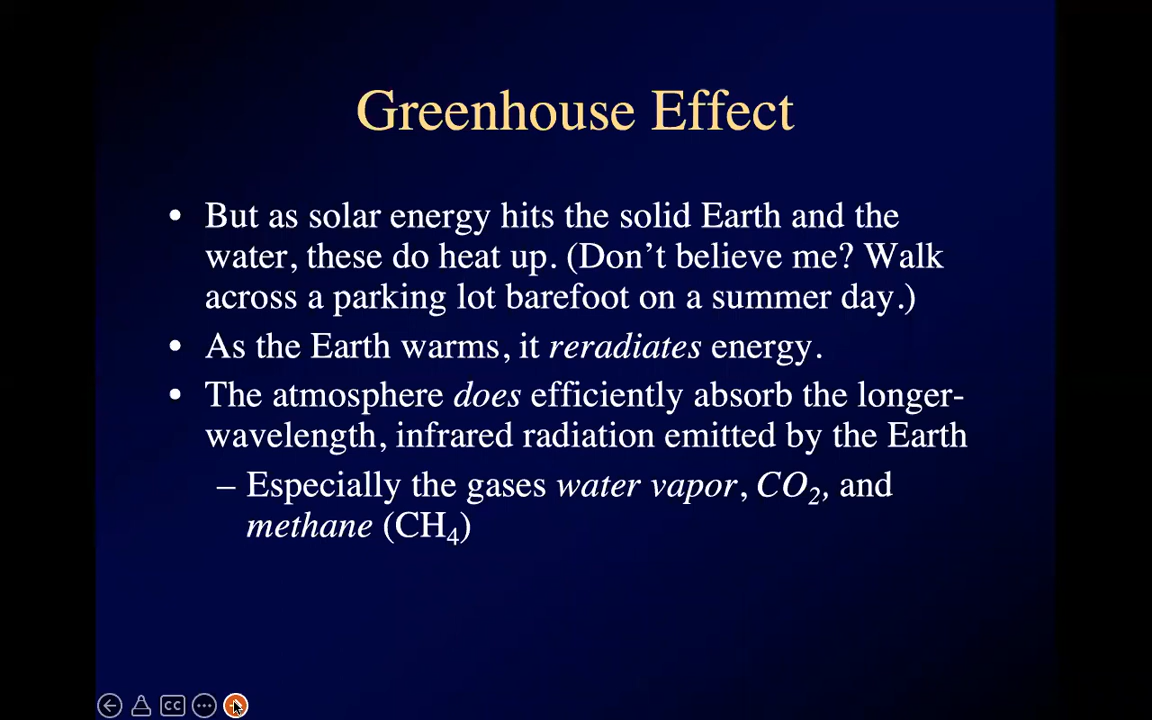 Greenhouse Effect
• But as solar energy hits the solid Earth and the
water, these do heat up. (Don’t believe me? Walk
across a parking lot barefoot on a summer day.)
• As the Earth warms, it reradiates energy.
• The atmosphere does efficiently absorb the longer-
wavelength, infrared radiation emitted by the Earth
– Especially the gases water vapor, CO₂, and
methane (CH₄)
CC